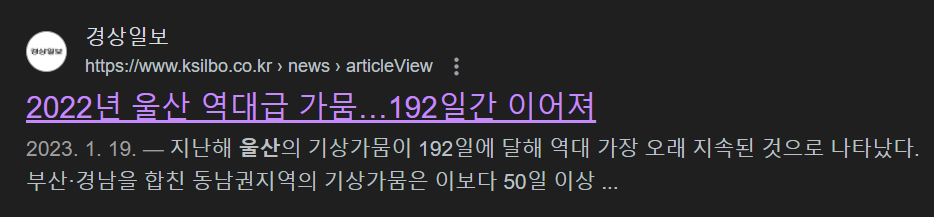 경상일보
경상일보
https://www.ksilbo.co.kr › news › articleView
2022년 울산 역대급 가뭄…192일간 이어져
2023. 1. 19. — 지난해 울산의 기상가뭄이 192일에 달해 역대 가장 오래 지속된 것으로 나타났다.
부산·경남을 합친 동남권지역의 기상가뭄은 이보다 50일 이상 ...